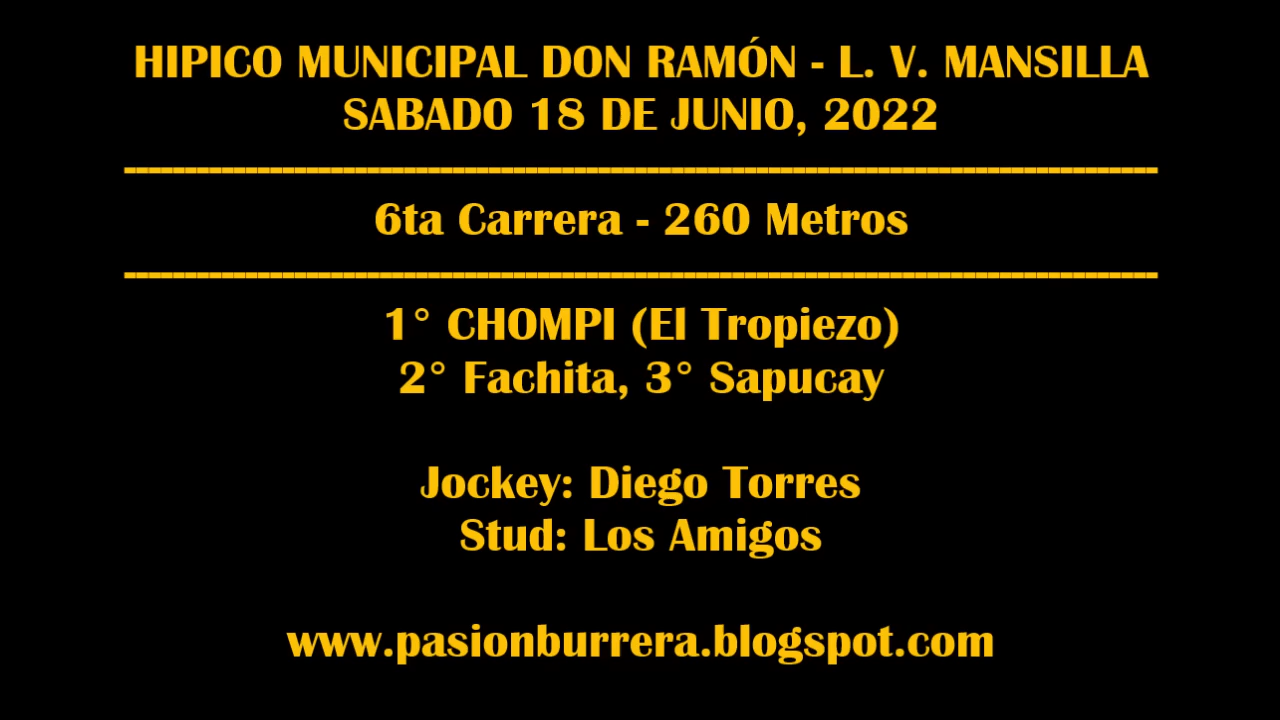 HIPICO MUNICIPAL DON RAMÓN - L. V. MANSILLA
SABADO 18 DE JUNIO, 2022
--------------------------------------------------------------------------------
6ta Carrera - 260 Metros
--------------------------------------------------------------------------------
1° CHOMPI (El Tropiezo)
2° Fachita, 3° Sapucay
Jockey: Diego Torres
Stud: Los Amigos
www.pasionburrera.blogspot.com